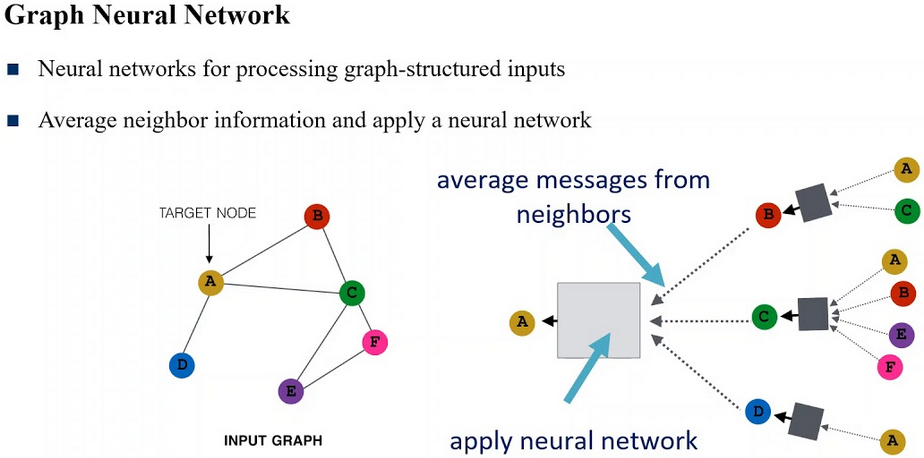 Graph Neural Network
Neural networks for processing graph-structured inputs
Average neighbor information and apply a neural network
TARGET NODE
A
B
C
D
E
F
INPUT GRAPH
average messages from
neighbors
A
apply neural network
B
A
C
C
A
B
E
F
D
A